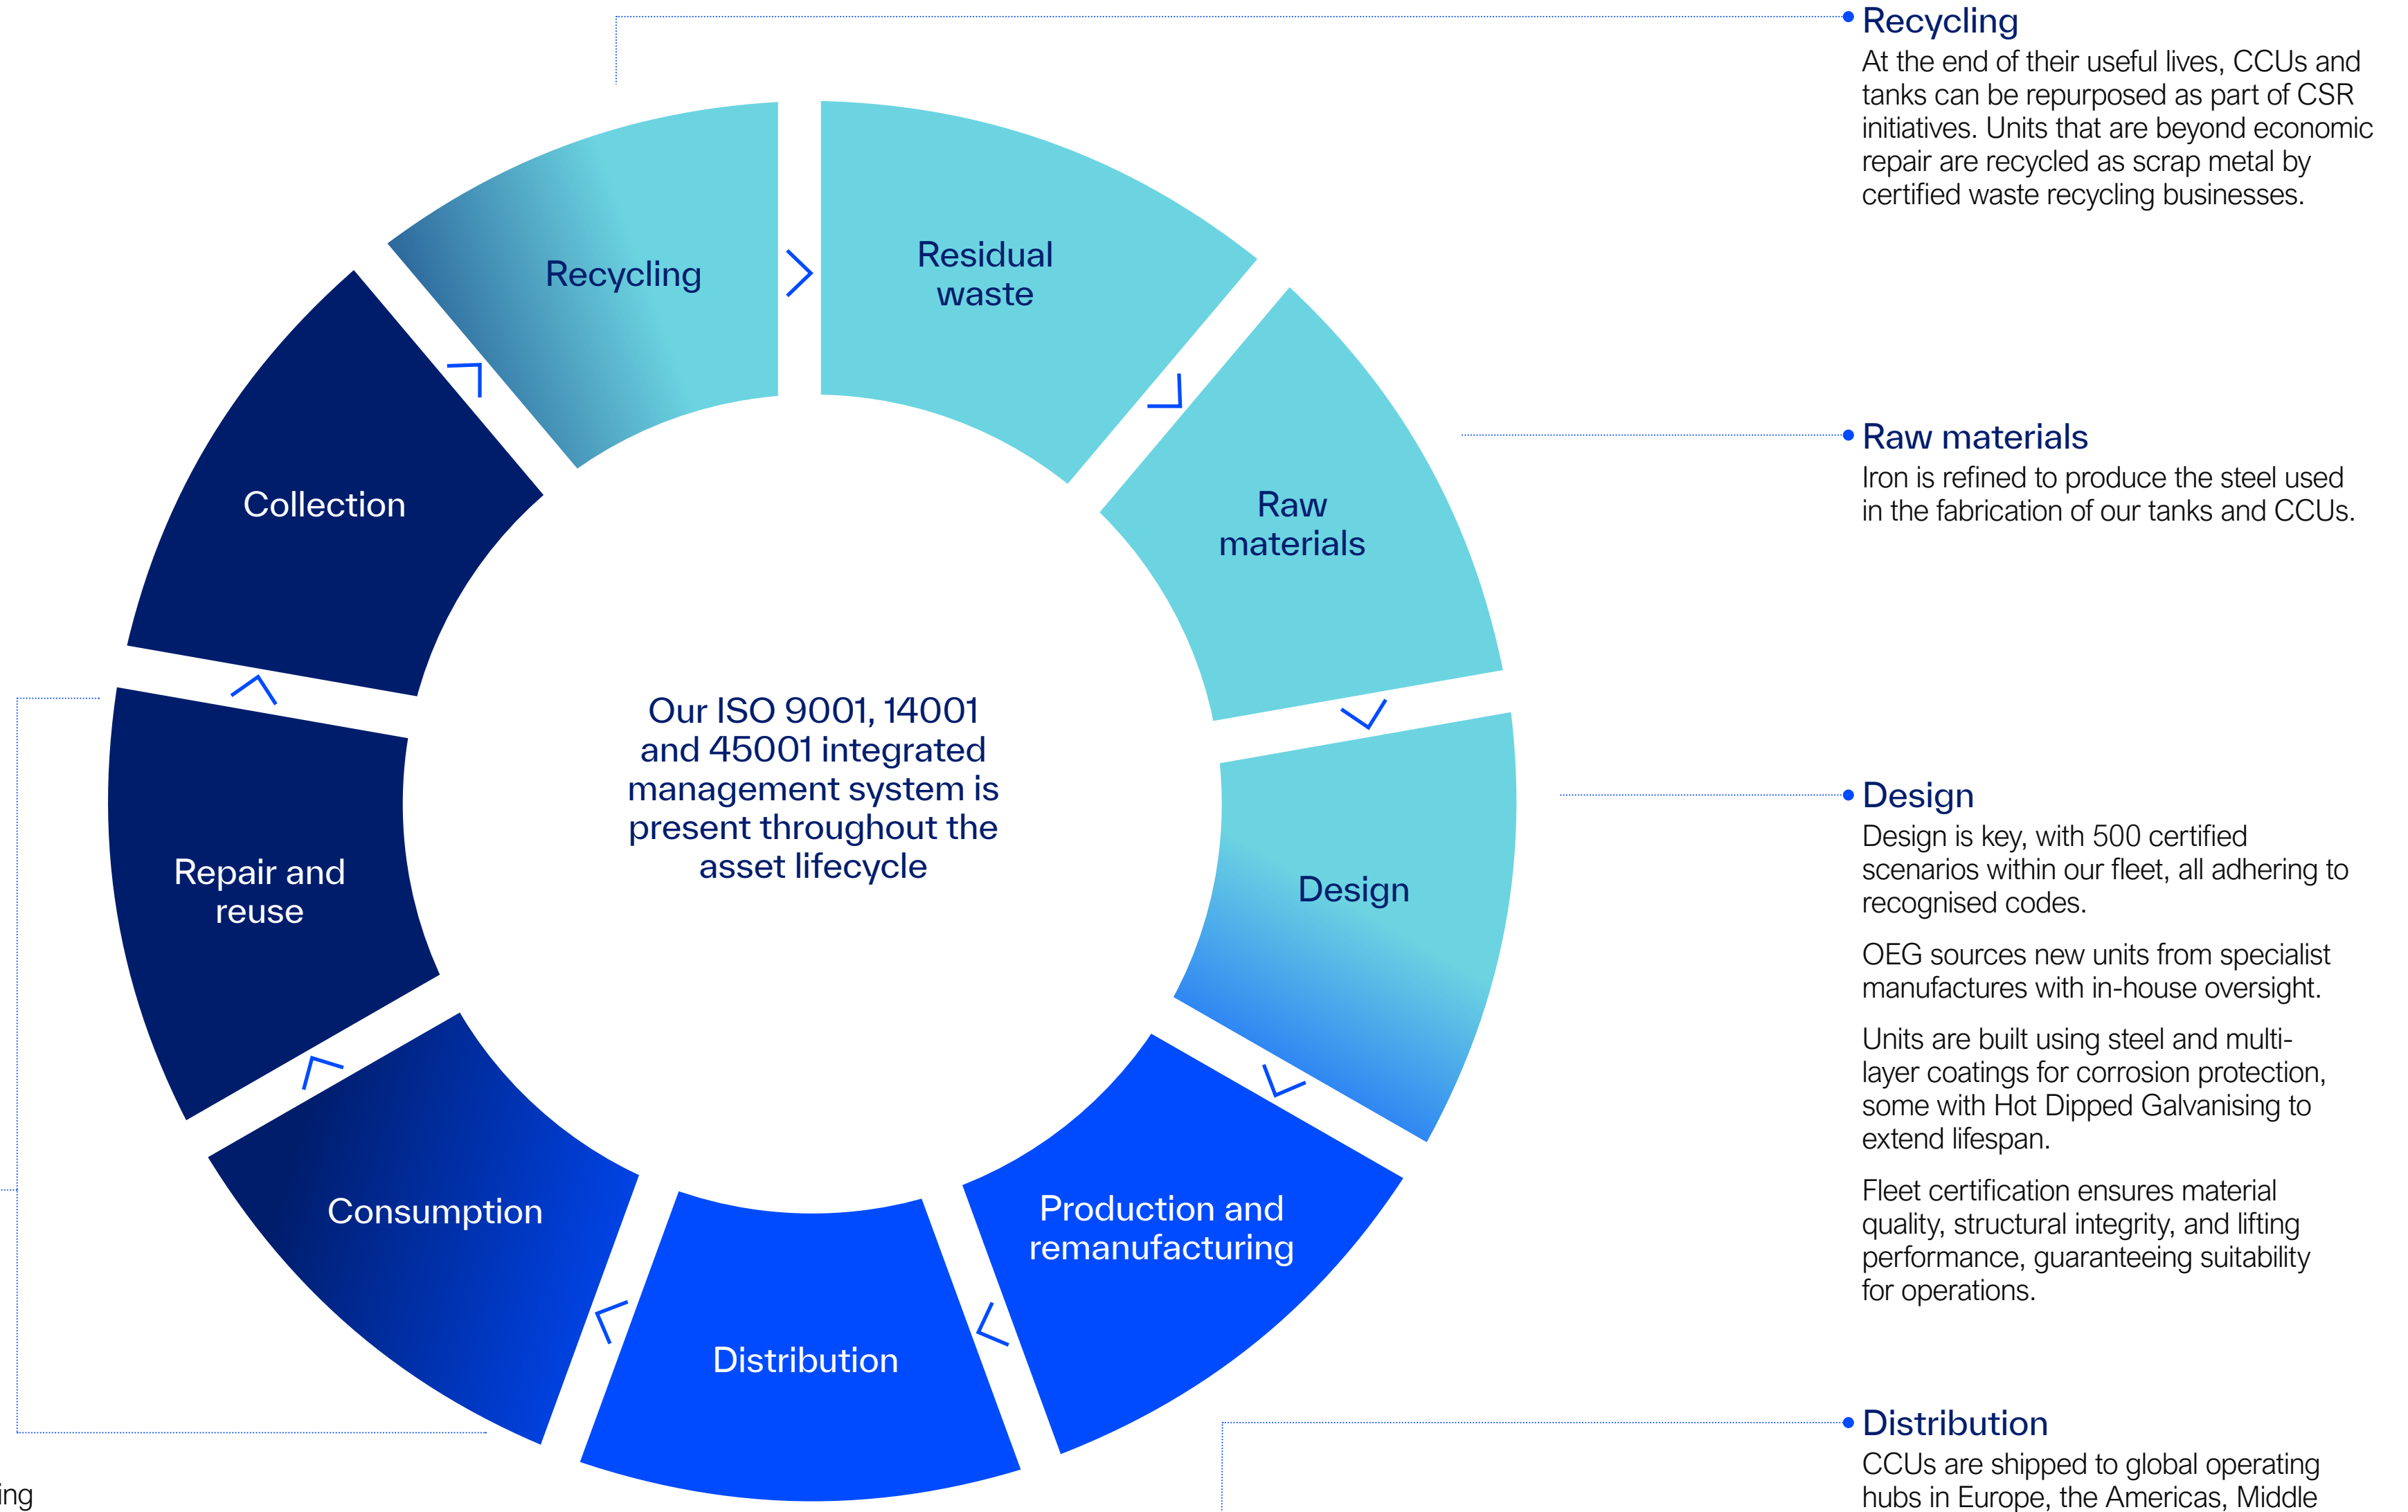 Recycling
Residual
waste
Raw
materials
Design
Production and
remanufacturing
Distribution
Consumption
Repair and
reuse
Collection
Our ISO 9001, 14001
and 45001 integrated
management system is
present throughout the
asset lifecycle
Recycling
At the end of their useful lives, CCUs and
tanks can be repurposed as part of CSR
initiatives. Units that are beyond economic
repair are recycled as scrap metal by
certified waste recycling businesses.
Raw materials
Iron is refined to produce the steel used
in the fabrication of our tanks and CCUs.
Design
Design is key, with 500 certified
scenarios within our fleet, all adhering to
recognised codes.
OEG sources new units from specialist
manufactures with in-house oversight.
Units are built using steel and multi-
layer coatings for corrosion protection,
some with Hot Dipped Galvanising to
extend lifespan.
Fleet certification ensures material
quality, structural integrity, and lifting
performance, guaranteeing suitability
for operations.
Distribution
CCUs are shipped to global operating
hubs in Europe, the Americas, Middle